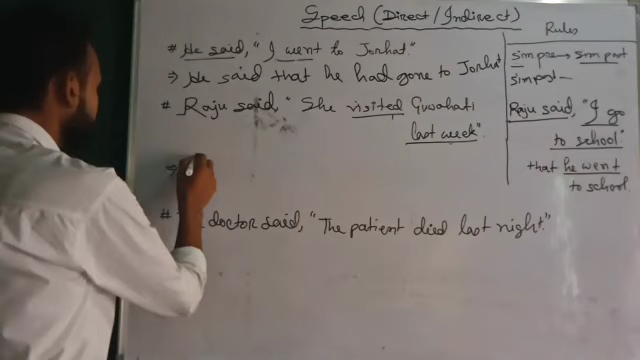 Speech (Direct/Indirect)
# He said, "I went to Jorhat."
⇒ He said that he had gone to Jorhat
# Raju said, "She visited Guwahati
last week".
⇒
# doctor said, "The patient died last night."
Rules
sim pre → sim past
sim past -
Raju said, "I go
to school"
that he went
to school.